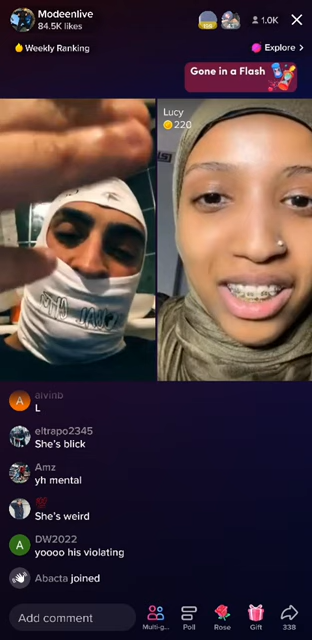 Modeenlive
84.5K likes
1.0K
Weekly Ranking
Explore >
Gone in a Flash
Lucy
220
alvinb
L
eltrapo2345
She's blick
Amz
yh mental
💯
She's weird
DW2022
yoooo his violating
Abacta joined
Add comment
Multi-g...
Poll
Rose
Gift
338